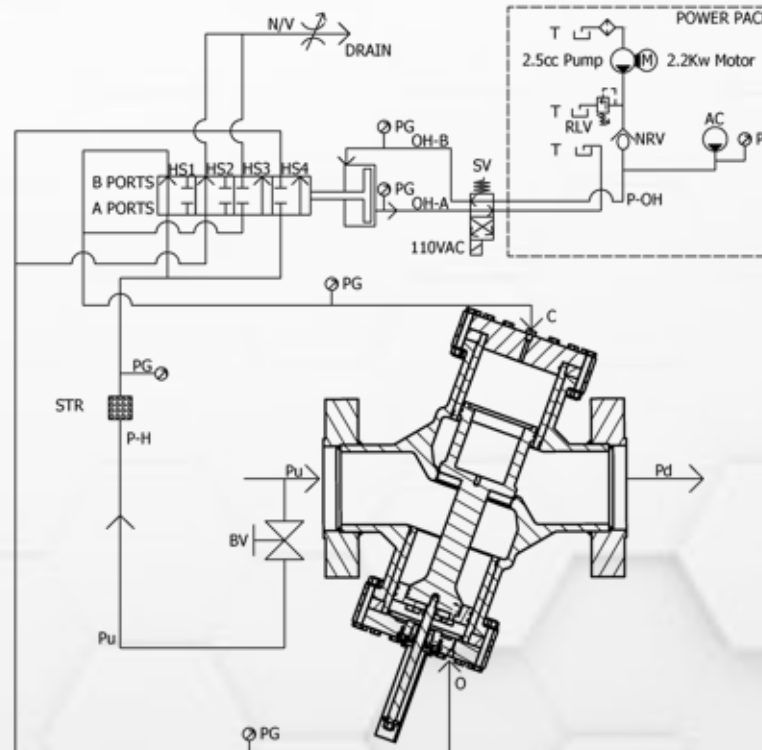 POWER PAC
N/V
DRAIN
T
2.5cc Pump
M
2.2Kw Motor
T
RLV
AC
T
NRV
P
PG
OH-B
SV
HS1 HS2 HS3 HS4
B PORTS
A PORTS
PG
OH-A
P-OH
110VAC
PG
C
PG
STR
P-H
Pu
Pd
BV
Pu
O
PG